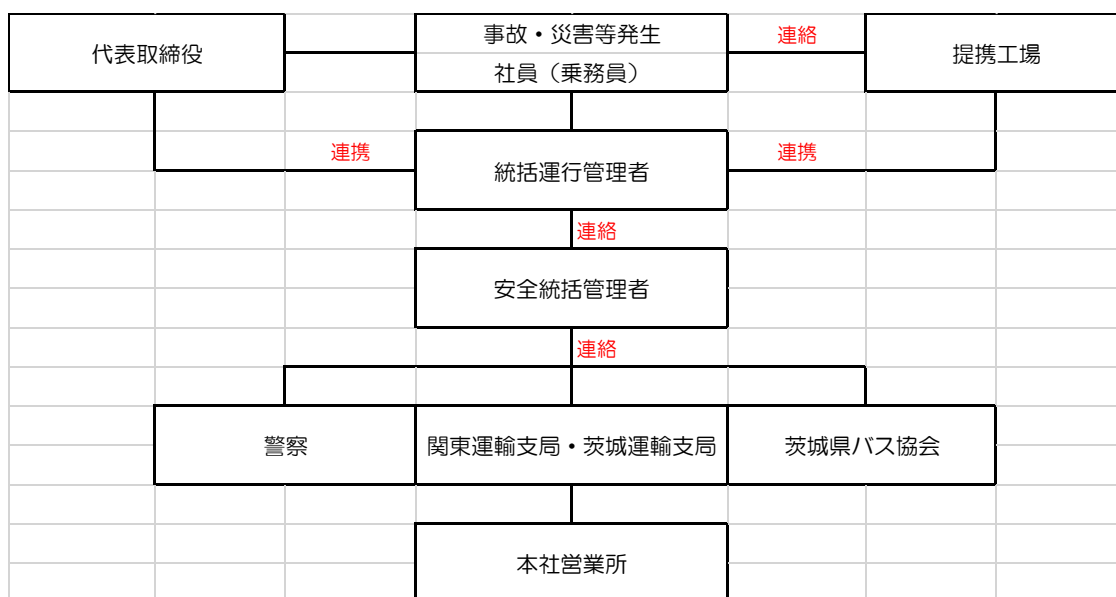 代表取締役
事故・災害等発生
連絡
提携工場
社員（乗務員）
連携
統括運行管理者
連携
連絡
安全統括管理者
連絡
警察
関東運輸支局・茨城運輸支局
茨城県バス協会
本社営業所